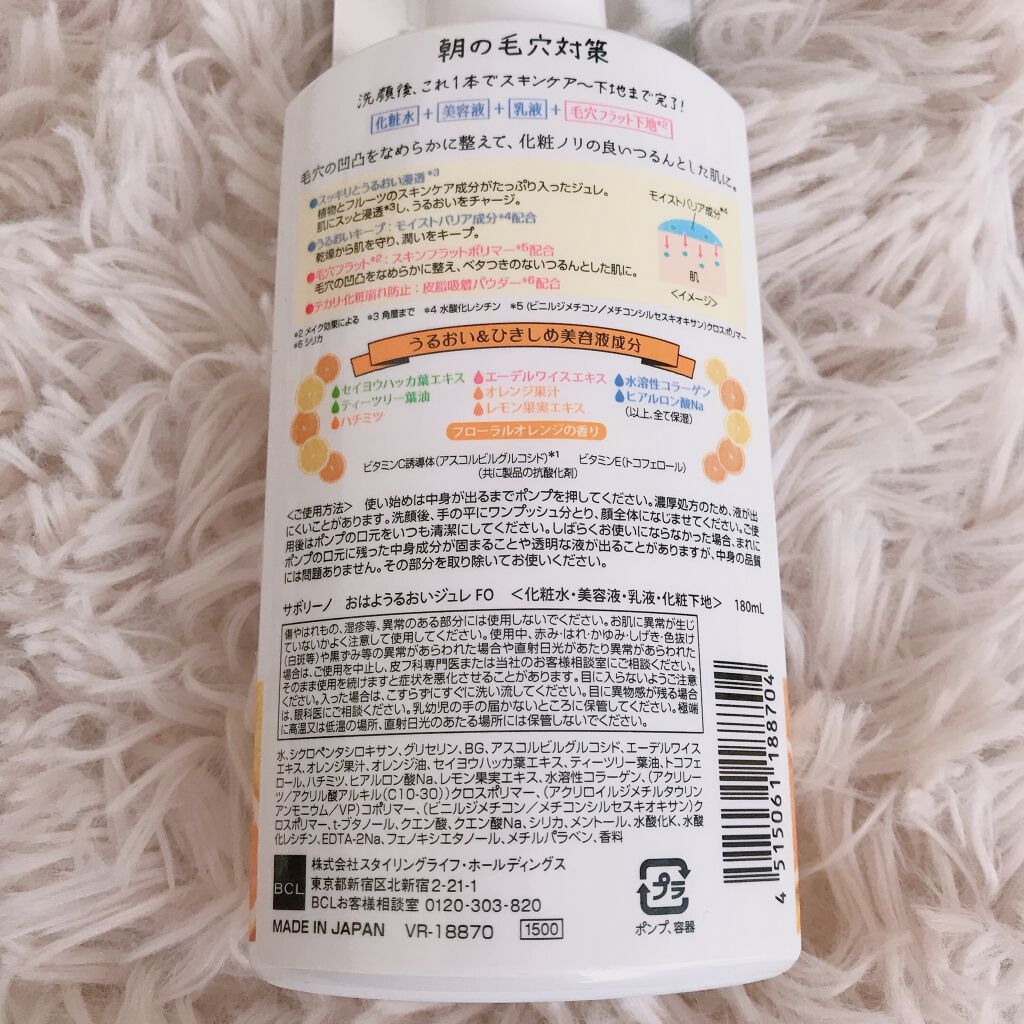 朝の毛穴対策
洗顔後、これ1本でスキンケア〜下地まで完了!
化粧水+美容液+乳液+毛穴フラット下地*2
毛穴の凹凸をなめらかに整えて、化粧ノリの良いつるんとした肌に。
●スッキリとうるおい浸透*3
植物とフルーツのスキンケア成分がたっぷり入ったジュレ。
肌にスッと浸透*3し、うるおいをチャージ。
●うるおいキープ:モイストバリア成分*4配合
乾燥から肌を守り、潤いをキープ。
●毛穴フラット*2:スキンフラットポリマー*5配合
毛穴の凹凸をなめらかに整え、ベタつきのないつるんとした肌に。
●テカリ・化粧崩れ防止:皮脂吸着パウダー*6配合
モイストバリア成分*4
肌
<イメージ>
*2 メイク効果による *3 角層まで *4 水酸化レシチン *5 (ビニルジメチコン/メチコンシルセスキオキサン)クロスポリマー
*6 シリカ
うるおい&ひきしめ美容液成分
セイヨウハッカ葉エキス エーデルワイスエキス 水溶性コラーゲン
ティーツリー葉油 オレンジ果汁 ヒアルロン酸Na
ハチミツ レモン果実エキス (以上、全て保湿)
フローラルオレンジの香り
ビタミンC誘導体(アスコルビルグルコシド)*1 ビタミンE(トコフェロール)
(共に製品の抗酸化剤)
<ご使用方法> 使い始めは中身が出るまでポンプを押してください。濃厚処方のため、液が出
にくいことがあります。洗顔後、手の平にワンプッシュ分とり、顔全体になじませてください。ご使
用後はポンプの口元をいつも清潔にしてください。しばらくお使いにならなかった場合、まれに
ポンプの口元に残った中身成分が固まることや透明な液が出ることがありますが、中身の品質
には問題ありません。その部分を取り除いてお使いください。
サボリーノ おはようるおいジュレ FO <化粧水・美容液・乳液・化粧下地> 180mL
傷やはれもの、湿疹等、異常のある部分には使用しないでください。お肌に異常が生じ
ていないかよく注意して使用してください。使用中、赤み・はれ・かゆみ・しげき・色抜け
(白斑等)や黒ずみ等の異常があらわれた場合や直射日光があたり異常があらわれた
場合は、ご使用を中止し、皮フ科専門医または当社のお客様相談室にご相談ください。
そのまま使用を続けますと症状を悪化させることがあります。目に入らないようご注意
ください。入った場合は、こすらずにすぐに洗い流してください。目に異物感が残る場合
は、眼科医にご相談ください。乳幼児の手の届かないところに保管してください。極端
に高温又は低温の場所、直射日光のあたる場所には保管しないでください。
水、シクロペンタシロキサン、グリセリン、BG、アスコルビルグルコシド、エーデルワイス
エキス、オレンジ果汁、オレンジ油、セイヨウハッカ葉エキス、ティーツリー葉油、トコフェ
ロール、ハチミツ、ヒアルロン酸Na、レモン果実エキス、水溶性コラーゲン、(アクリレー
ツ/アクリル酸アルキル(C10-30))クロスポリマー、(アクリロイルジメチルタウリン
アンモニウム/VP)コポリマー、(ビニルジメチコン/メチコンシルセスキオキサン)ク
ロスポリマー、t-ブタノール、クエン酸、クエン酸Na、シリカ、メントール、水酸化K、水酸
化レシチン、EDTA-2Na、フェノキシエタノール、メチルパラベン、香料
BCL
株式会社スタイリングライフ・ホールディングス
東京都新宿区北新宿2-21-1
BCLお客様相談室 0120-303-820
MADE IN JAPAN VR-18870 1500
プラ
ポンプ、容器
4 515061 188704